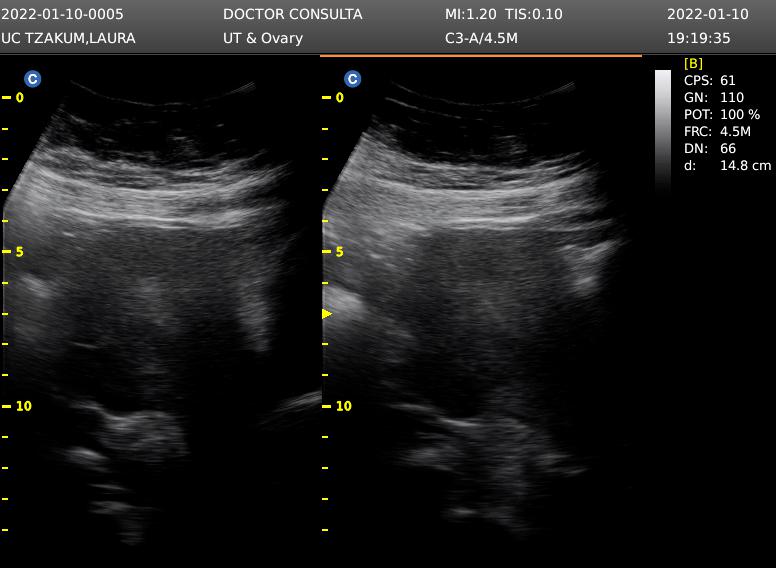 2022-01-10-0005 DOCTOR CONSULTA MI:1.20 TIS:0.10 2022-01-10
UC TZAKUM,LAURA UT & Ovary C3-A/4.5M 19:19:35
C C
0 0
5 5
10 10
[B]
CPS: 61
GN: 110
POT: 100 %
FRC: 4.5M
DN: 66
d: 14.8 cm